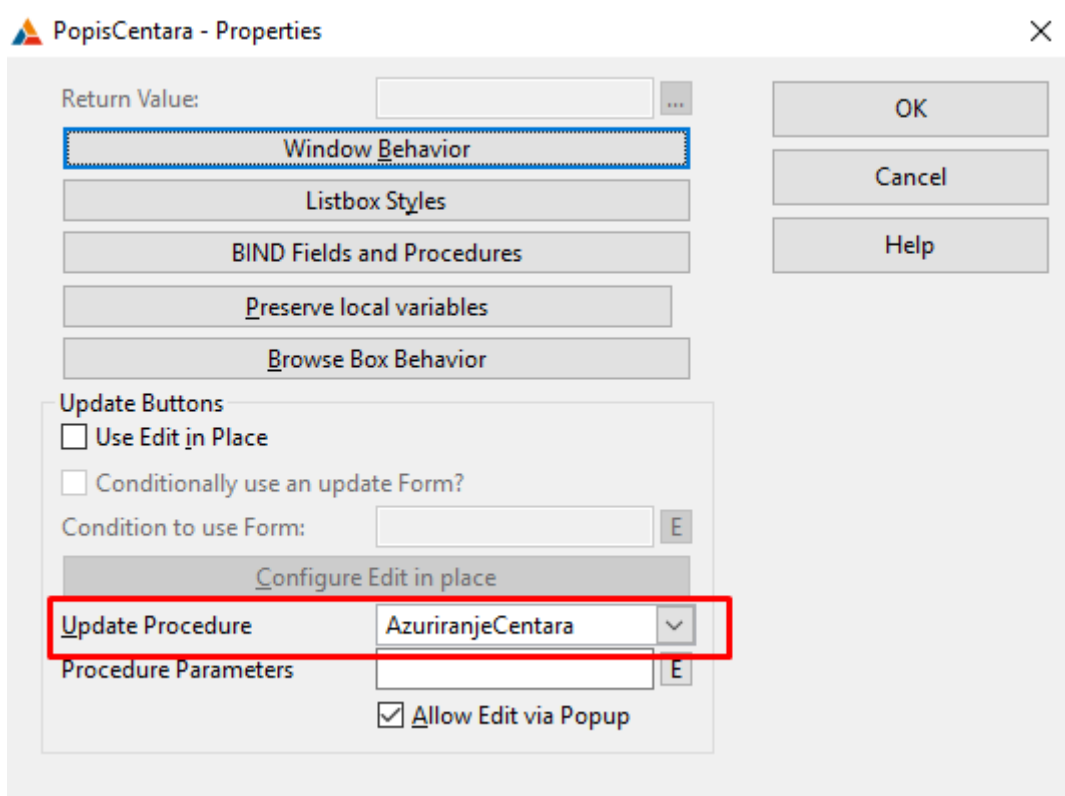 PopisCentara - Properties
Return Value:
...
OK
Window Behavior
Cancel
Listbox Styles
Help
BIND Fields and Procedures
Preserve local variables
Browse Box Behavior
Update Buttons
Use Edit in Place
Conditionally use an update Form?
Condition to use Form:
E
Configure Edit in place
Update Procedure
AzuriranjeCentara
Procedure Parameters
E
Allow Edit via Popup